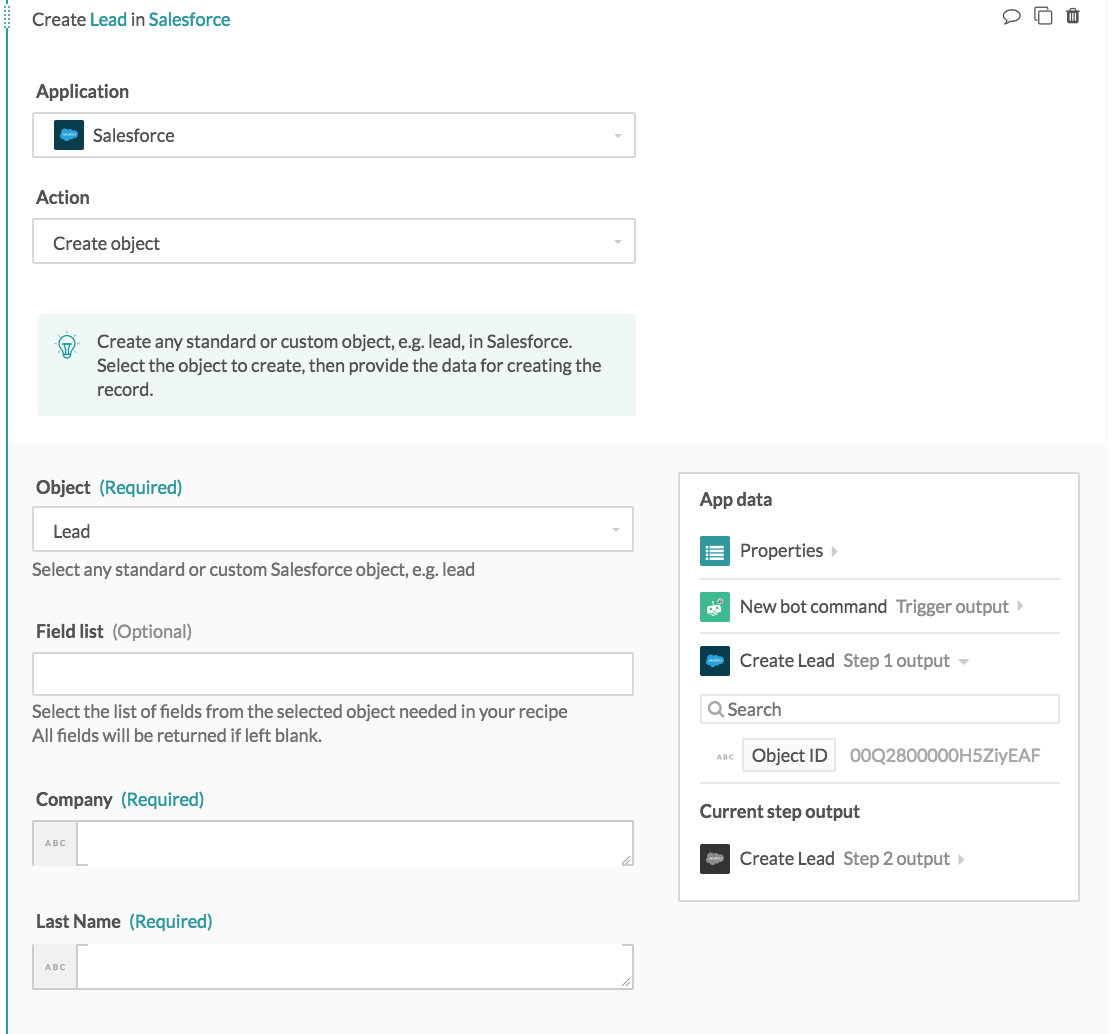 Create Lead in Salesforce
Application
Salesforce
Action
Create object
Create any standard or custom object, e.g. lead, in Salesforce.
Select the object to create, then provide the data for creating the
record.
Object (Required)
Lead
Select any standard or custom Salesforce object, e.g. lead
Field list (Optional)
Select the list of fields from the selected object needed in your recipe
All fields will be returned if left blank.
Company (Required)
ABC
Last Name (Required)
ABC
App data
Properties
New bot command Trigger output
Create Lead Step 1 output
Search
ABC Object ID 00Q2800000H5ZiyEAF
Current step output
Create Lead Step 2 output